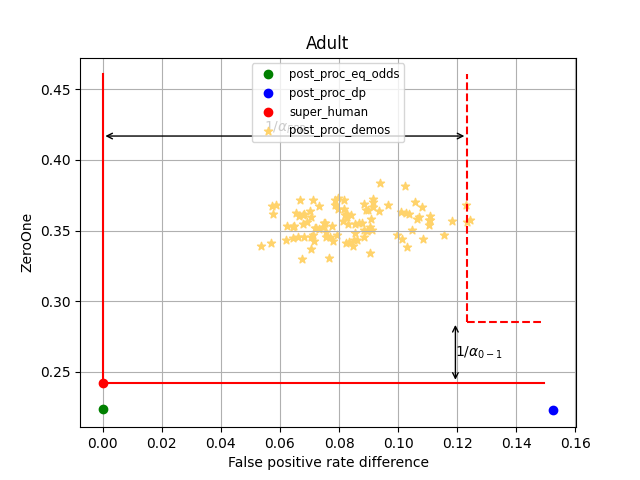 Adult
post_proc_eq_odds
post_proc_dp
super_human
post_proc_demos
0.45
0.40
0.35
0.30
0.25
ZeroOne
1/α
1/α₀₋₁
0.00 0.02 0.04 0.06 0.08 0.10 0.12 0.14 0.16
False positive rate difference